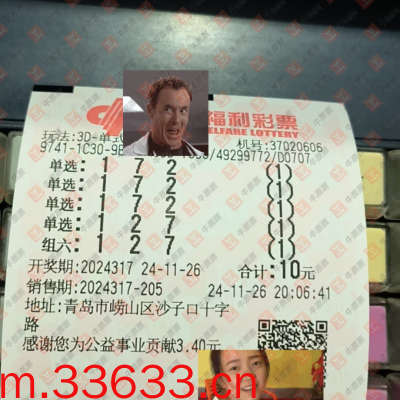 福利彩票
WELFARE LOTTERY
玩法:3D-单式
机号:37020606
9741-1C30-9E /49299772/D0707
单选: 1 7 2 (1)
单选: 1 7 2 (1)
单选: 1 7 2 (1)
单选: 1 2 7 (1)
组六: 1 2 7 (1)
开奖期:2024317 24-11-26 合计:10元
销售期:2024317-205 24-11-26 20:06:41
地址:青岛市崂山区沙子口十字
路
感谢您为公益事业贡献3.40元
m.33633.cn